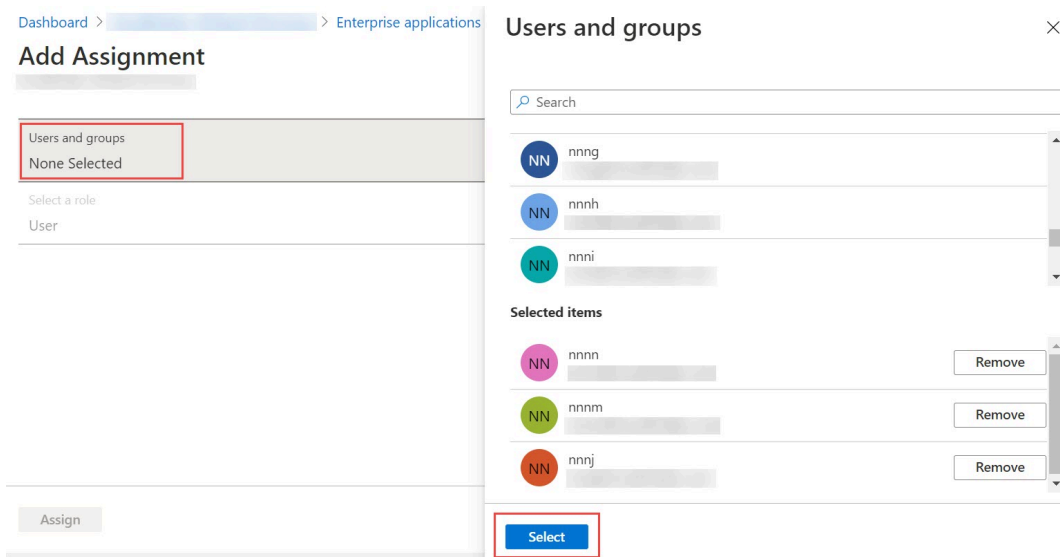 Dashboard > > Enterprise applications
Add Assignment
Users and groups
None Selected
Select a role
User
Assign
Users and groups
Search
NN nnng
NN nnnh
NN nnni
Selected items
NN nnnn Remove
NN nnnm Remove
NN nnnj Remove
Select